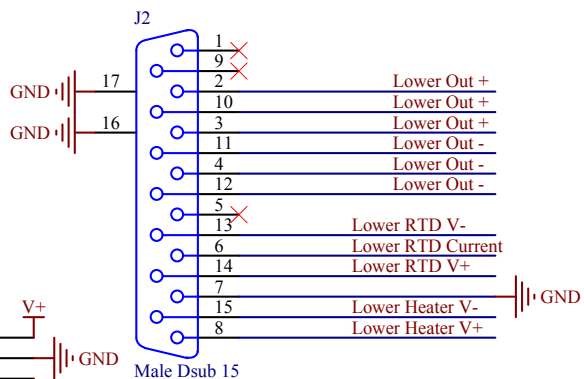 J2
1
9
2 Lower Out +
10 Lower Out +
3 Lower Out +
11 Lower Out -
4 Lower Out -
12 Lower Out -
5
13 Lower RTD V-
6 Lower RTD Current
14 Lower RTD V+
7 GND
15 Lower Heater V-
8 Lower Heater V+
GND 17
GND 16
V+
GND
Male Dsub 15